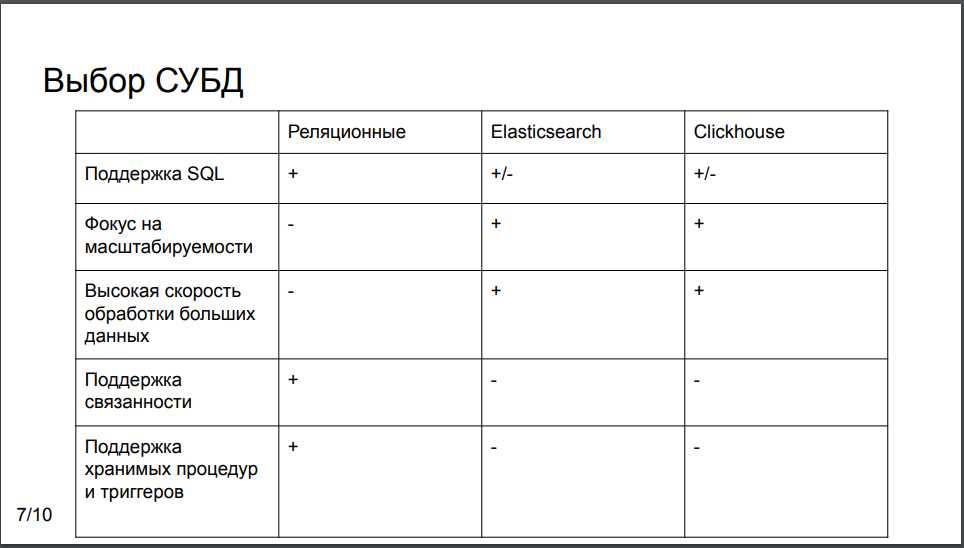 Выбор СУБД
Реляционные Elasticsearch Clickhouse
Поддержка SQL + +/- +/-
Фокус на - + +
масштабируемости
Высокая скорость - + +
обработки больших
данных
Поддержка + - -
связанности
Поддержка + - -
хранимых процедур
и триггеров
7/10